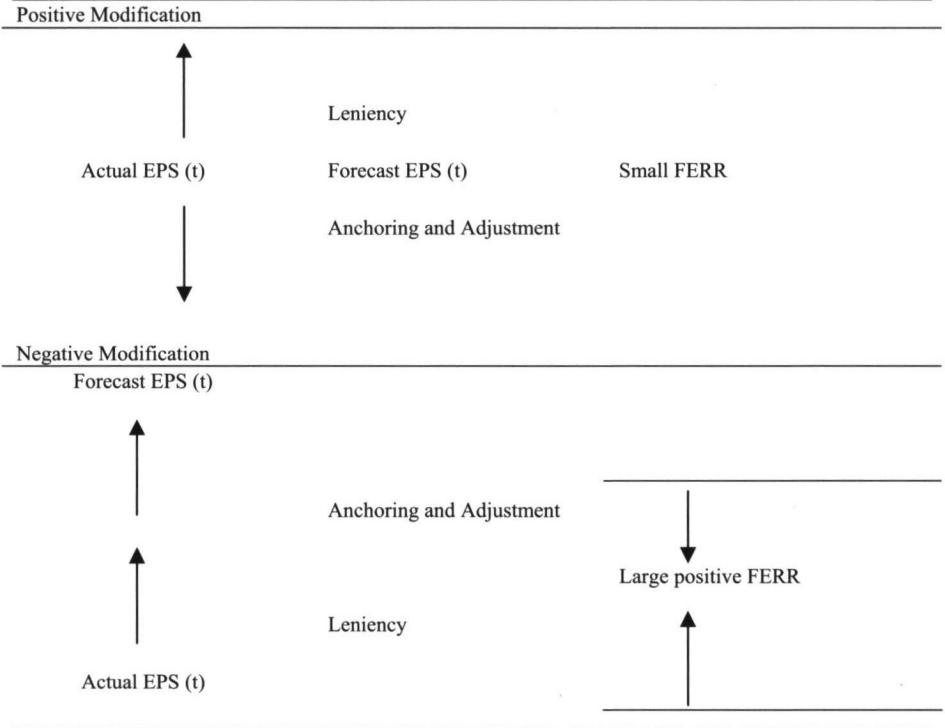 Positive Modification
Leniency
Actual EPS (t) Forecast EPS (t) Small FERR
Anchoring and Adjustment
Negative Modification
Forecast EPS (t)
Anchoring and Adjustment
Large positive FERR
Leniency
Actual EPS (t)